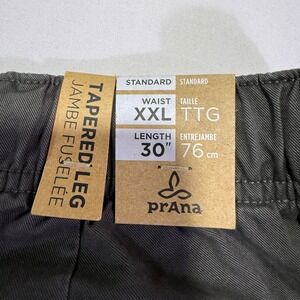 TAPERED LEG
JAMBE FUSELÉE
STANDARD STANDARD
WAIST TAILLE
XXL TTG
LENGTH ENTREJAMBE
30" 76 cm
prAna